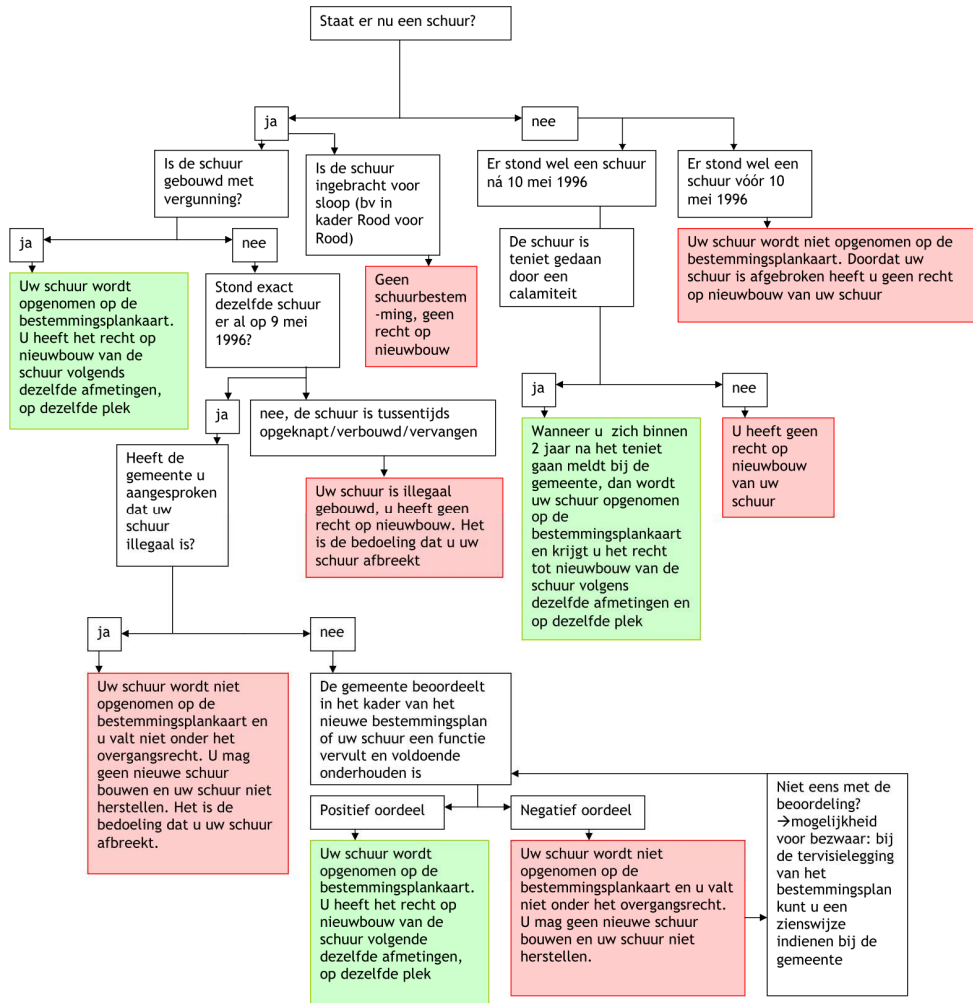 Staat er nu een schuur?
ja
nee
Is de schuur
gebouwd met
vergunning?
Is de schuur
ingebracht voor
sloop (bv in
kader Rood voor
Rood)
Er stond wel een schuur
ná 10 mei 1996
Er stond wel een
schuur vóór 10
mei 1996
ja
nee
De schuur is
teniet gedaan
door een
calamiteit
Uw schuur wordt niet opgenomen op de
bestemmingsplankaart. Doordat uw
schuur is afgebroken heeft u geen recht
op nieuwbouw van uw schuur
Uw schuur wordt
opgenomen op de
bestemmingsplankaart.
U heeft het recht op
nieuwbouw van de
schuur volgends
dezelfde afmetingen,
op dezelfde plek
Stond exact
dezelfde schuur
er al op 9 mei
1996?
Geen
schuurbestem
-ming, geen
recht op
nieuwbouw
ja
nee, de schuur is tussentijds
opgeknapt/verbouwd/vervangen
ja
nee
Heeft de
gemeente u
aangesproken
dat uw
schuur
illegaal is?
Uw schuur is illegaal
gebouwd, u heeft geen
recht op nieuwbouw. Het
is de bedoeling dat u uw
schuur afbreekt
Wanneer u zich binnen
2 jaar na het teniet
gaan meldt bij de
gemeente, dan wordt
uw schuur opgenomen
op de
bestemmingsplankaart
en krijgt u het recht
tot nieuwbouw van de
schuur volgens
dezelfde afmetingen en
op dezelfde plek
U heeft geen
recht op
nieuwbouw
van uw
schuur
ja
nee
Uw schuur wordt niet
opgenomen op de
bestemmingsplankaart en
u valt niet onder het
overgangsrecht. U mag
geen nieuwe schuur
bouwen en uw schuur niet
herstellen. Het is de
bedoeling dat u uw schuur
afbreekt.
De gemeente beoordeelt
in het kader van het
nieuwe bestemmingsplan
of uw schuur een functie
vervult en voldoende
onderhouden is
Positief oordeel
Negatief oordeel
Uw schuur wordt
opgenomen op de
bestemmingsplankaart.
U heeft het recht op
nieuwbouw van de
schuur volgende
dezelfde afmetingen,
op dezelfde plek
Uw schuur wordt niet
opgenomen op de
bestemmingsplankaart en u valt
niet onder het overgangsrecht.
U mag geen nieuwe schuur
bouwen en uw schuur niet
herstellen.
Niet eens met de
beoordeling?
→mogelijkheid
voor bezwaar: bij
de tervisielegging
van het
bestemmingsplan
kunt u een
zienswijze
indienen bij de
gemeente